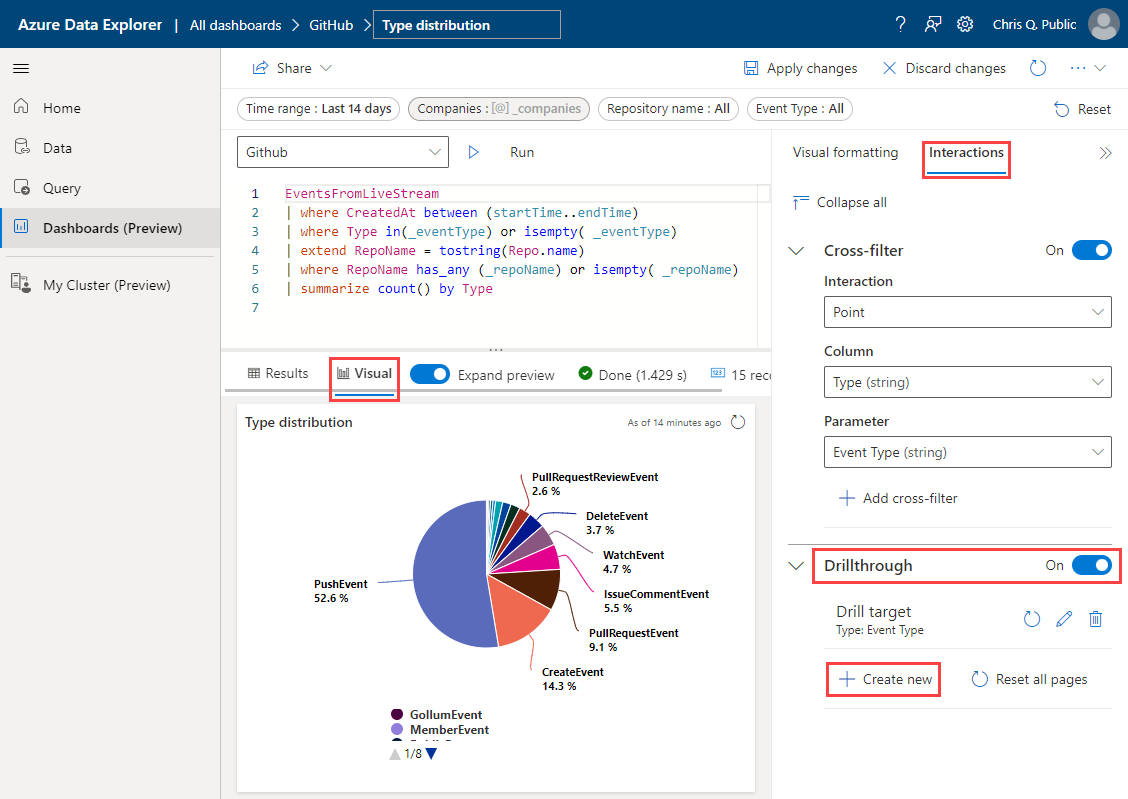 Azure Data Explorer | All dashboards > GitHub > Type distribution
? Chris Q. Public
Home
Data
Query
Dashboards (Preview)
My Cluster (Preview)
Share
Apply changes
Discard changes
Time range : Last 14 days
Companies : [@] _companies
Repository name : All
Event Type : All
Reset
Github
Run
1 EventsFromLiveStream
2 | where CreatedAt between (startTime..endTime)
3 | where Type in(_eventType) or isempty( _eventType)
4 | extend RepoName = tostring(Repo.name)
5 | where RepoName has_any (_repoName) or isempty( _repoName)
6 | summarize count() by Type
7
Results
Visual
Expand preview
Done (1.429 s)
123 15 reco
Type distribution
As of 14 minutes ago
PullRequestReviewEvent
2.6 %
DeleteEvent
3.7 %
WatchEvent
4.7 %
IssueCommentEvent
5.5 %
PullRequestEvent
9.1 %
CreateEvent
14.3 %
PushEvent
52.6 %
GollumEvent
MemberEvent
1/8
Visual formatting
Interactions
Collapse all
Cross-filter
On
Interaction
Point
Column
Type (string)
Parameter
Event Type (string)
Add cross-filter
Drillthrough
On
Drill target
Type: Event Type
Create new
Reset all pages